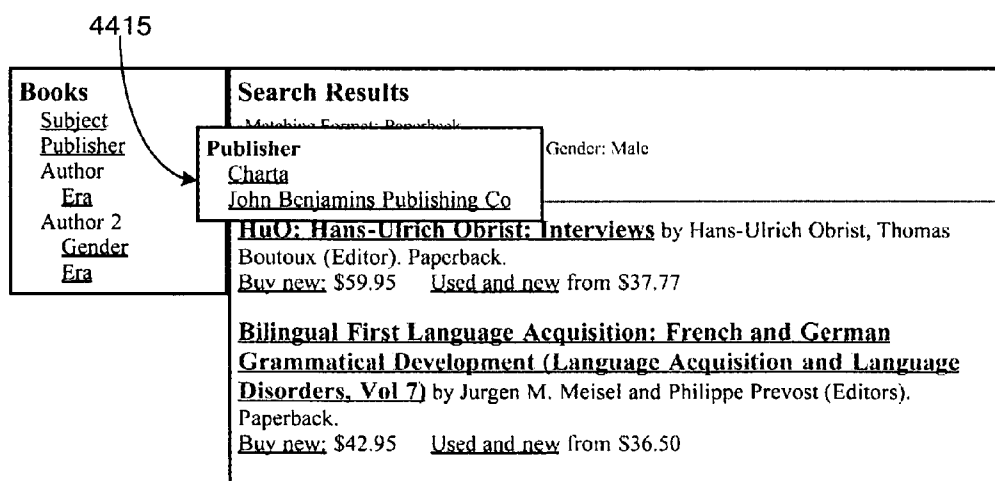 4415
Books
Subject
Publisher
Author
Era
Author 2
Gender
Era
Search Results
Matching Format: Paperback
Gender: Male
Publisher
Charta
John Benjamins Publishing Co
HuO: Hans-Ulrich Obrist: Interviews by Hans-Ulrich Obrist, Thomas
Boutoux (Editor). Paperback.
Buy new: $59.95 Used and new from $37.77
Bilingual First Language Acquisition: French and German
Grammatical Development (Language Acquisition and Language
Disorders, Vol 7) by Jurgen M. Meisel and Philippe Prevost (Editors).
Paperback.
Buy new: $42.95 Used and new from $36.50